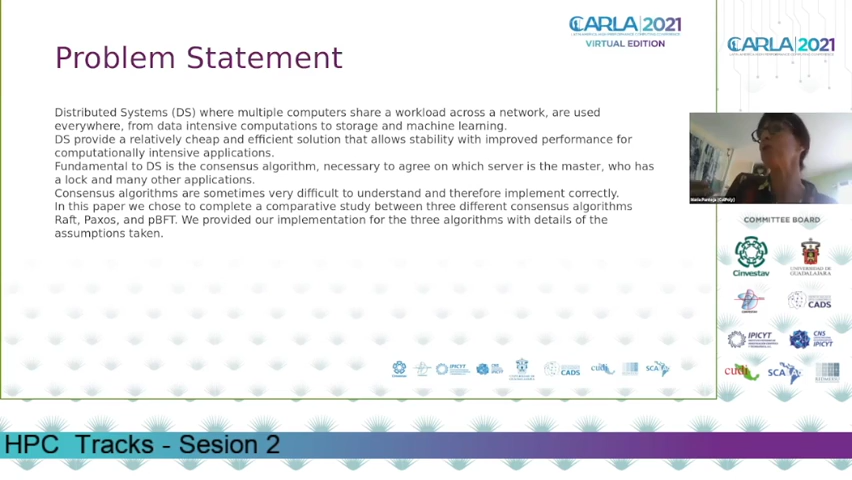 CARLA|2021
VIRTUAL EDITION
Problem Statement
Distributed Systems (DS) where multiple computers share a workload across a network, are used
everywhere, from data intensive computations to storage and machine learning.
DS provide a relatively cheap and efficient solution that allows stability with improved performance for
computationally intensive applications.
Fundamental to DS is the consensus algorithm, necessary to agree on which server is the master, who has
a lock and many other applications.
Consensus algorithms are sometimes very difficult to understand and therefore implement correctly.
In this paper we chose to complete a comparative study between three different consensus algorithms
Raft, Paxos, and pBFT. We provided our implementation for the three algorithms with details of the
assumptions taken.
CADS
cudi
SCA
CARLA|2021
COMMITTEE BOARD
Cinvestav
UNIVERSIDAD DE
GUADALAJARA
CADS
IPICYT
CNS
IPICYT
cudi
SCA
HPC Tracks - Sesion 2